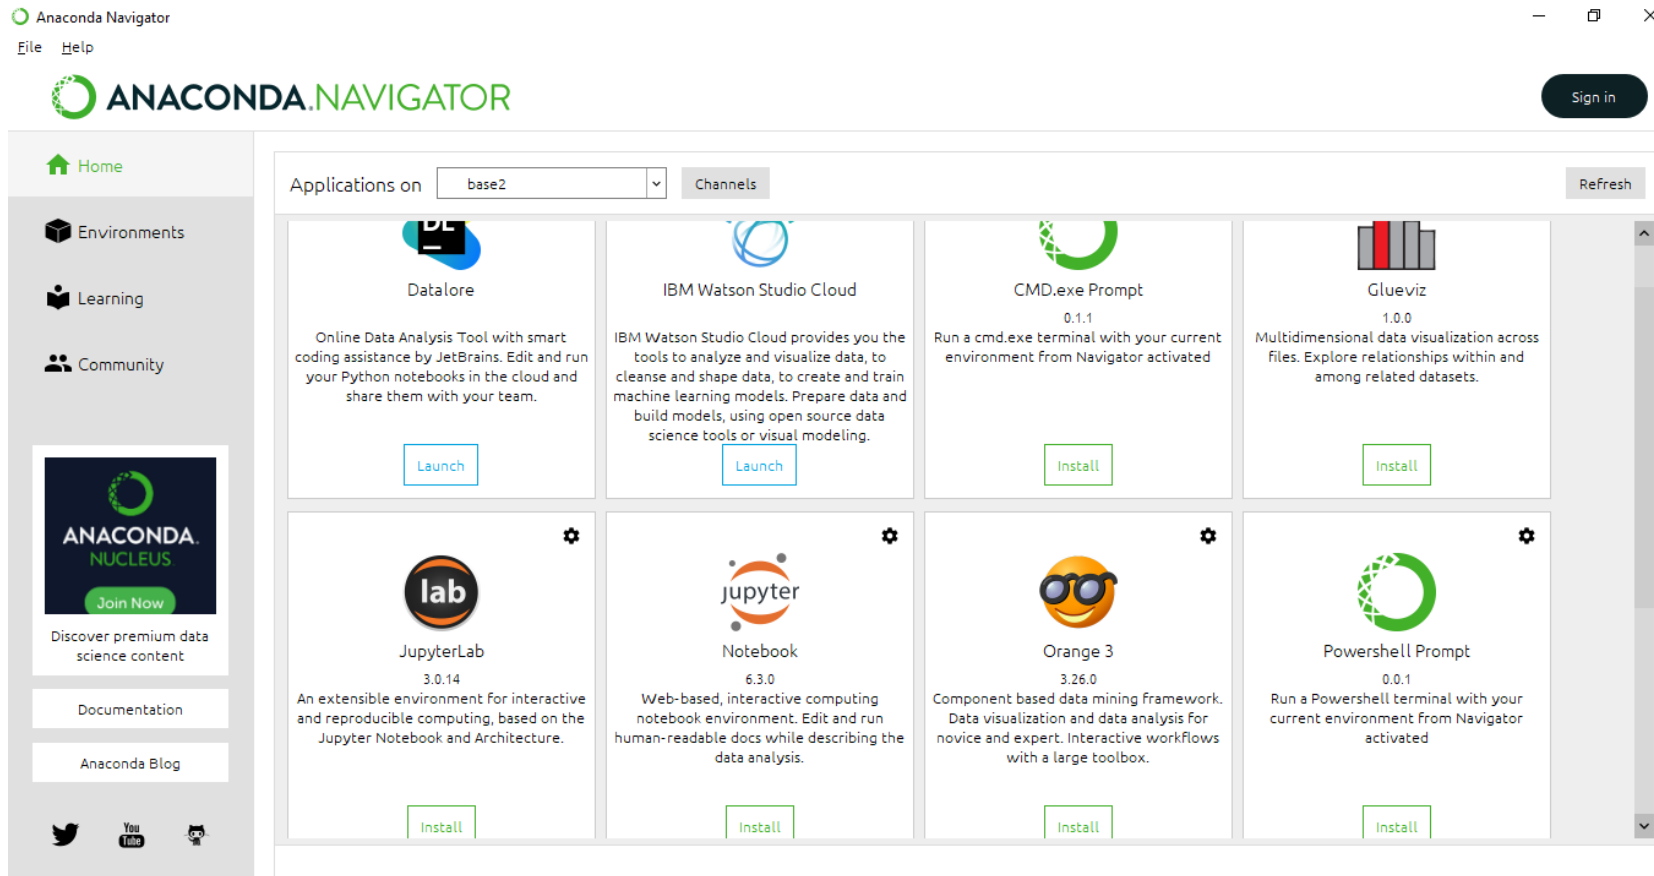 Anaconda Navigator
File Help
ANACONDA.NAVIGATOR
Sign in
Home
Environments
Learning
Community
ANACONDA.
NUCLEUS
Join Now
Discover premium data
science content
Documentation
Anaconda Blog
You
Tube
Applications on base2 Channels Refresh
DL
Datalore
Online Data Analysis Tool with smart
coding assistance by JetBrains. Edit and run
your Python notebooks in the cloud and
share them with your team.
Launch
IBM Watson Studio Cloud
IBM Watson Studio Cloud provides you the
tools to analyze and visualize data, to
cleanse and shape data, to create and train
machine learning models. Prepare data and
build models, using open source data
science tools or visual modeling.
Launch
CMD.exe Prompt
0.1.1
Run a cmd.exe terminal with your current
environment from Navigator activated
Install
Glueviz
1.0.0
Multidimensional data visualization across
files. Explore relationships within and
among related datasets.
Install
lab
JupyterLab
3.0.14
An extensible environment for interactive
and reproducible computing, based on the
Jupyter Notebook and Architecture.
Install
jupyter
Notebook
6.3.0
Web-based, interactive computing
notebook environment. Edit and run
human-readable docs while describing the
data analysis.
Install
Orange 3
3.26.0
Component based data mining framework.
Data visualization and data analysis for
novice and expert. Interactive workflows
with a large toolbox.
Install
Powershell Prompt
0.0.1
Run a Powershell terminal with your
current environment from Navigator
activated
Install